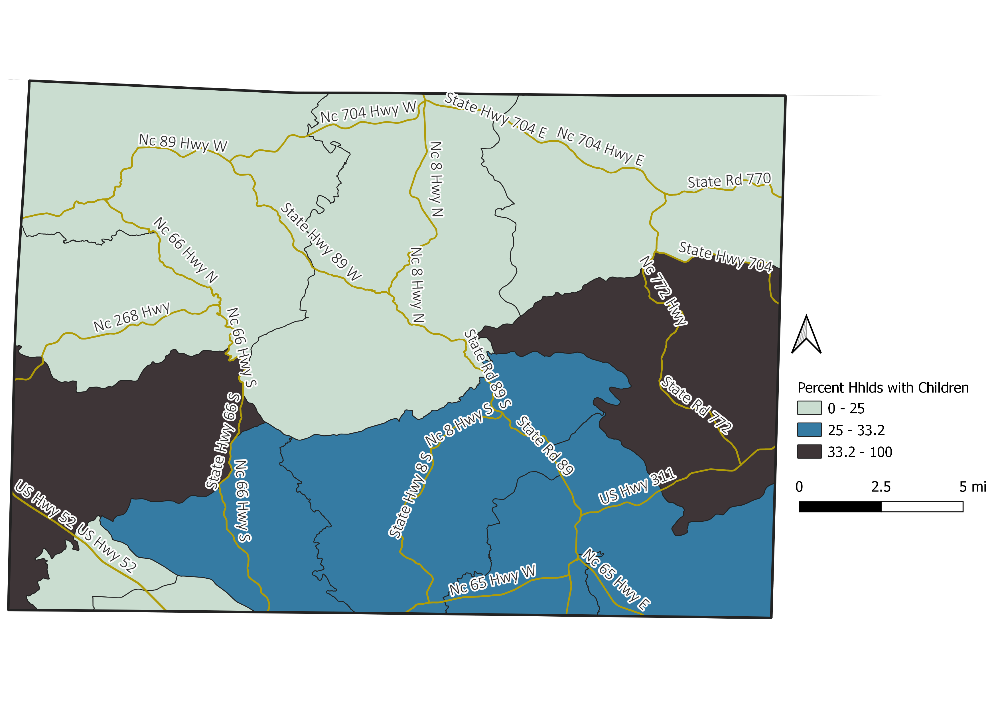 State Hwy 704 E
Nc 704 Hwy W
Nc 704 Hwy E
Nc 89 Hwy W
Nc 8 Hwy N
State Rd 770
State Hwy 89 W
Nc 66 Hwy N
State Hwy 704
Nc 8 Hwy N
Nc 772 Hwy
Nc 268 Hwy
Nc 66 Hwy S
State Rd 89 S
State Rd 772
State Hwy 66 S
Nc 8 Hwy S
State Rd 89
State Hwy 8 S
Nc 66 Hwy S
US Hwy 311
US Hwy 52
US Hwy 52
Nc 65 Hwy W
Nc 65 Hwy E
Percent Hhlds with Children
0 - 25
25 - 33.2
33.2 - 100
0 2.5 5 mi